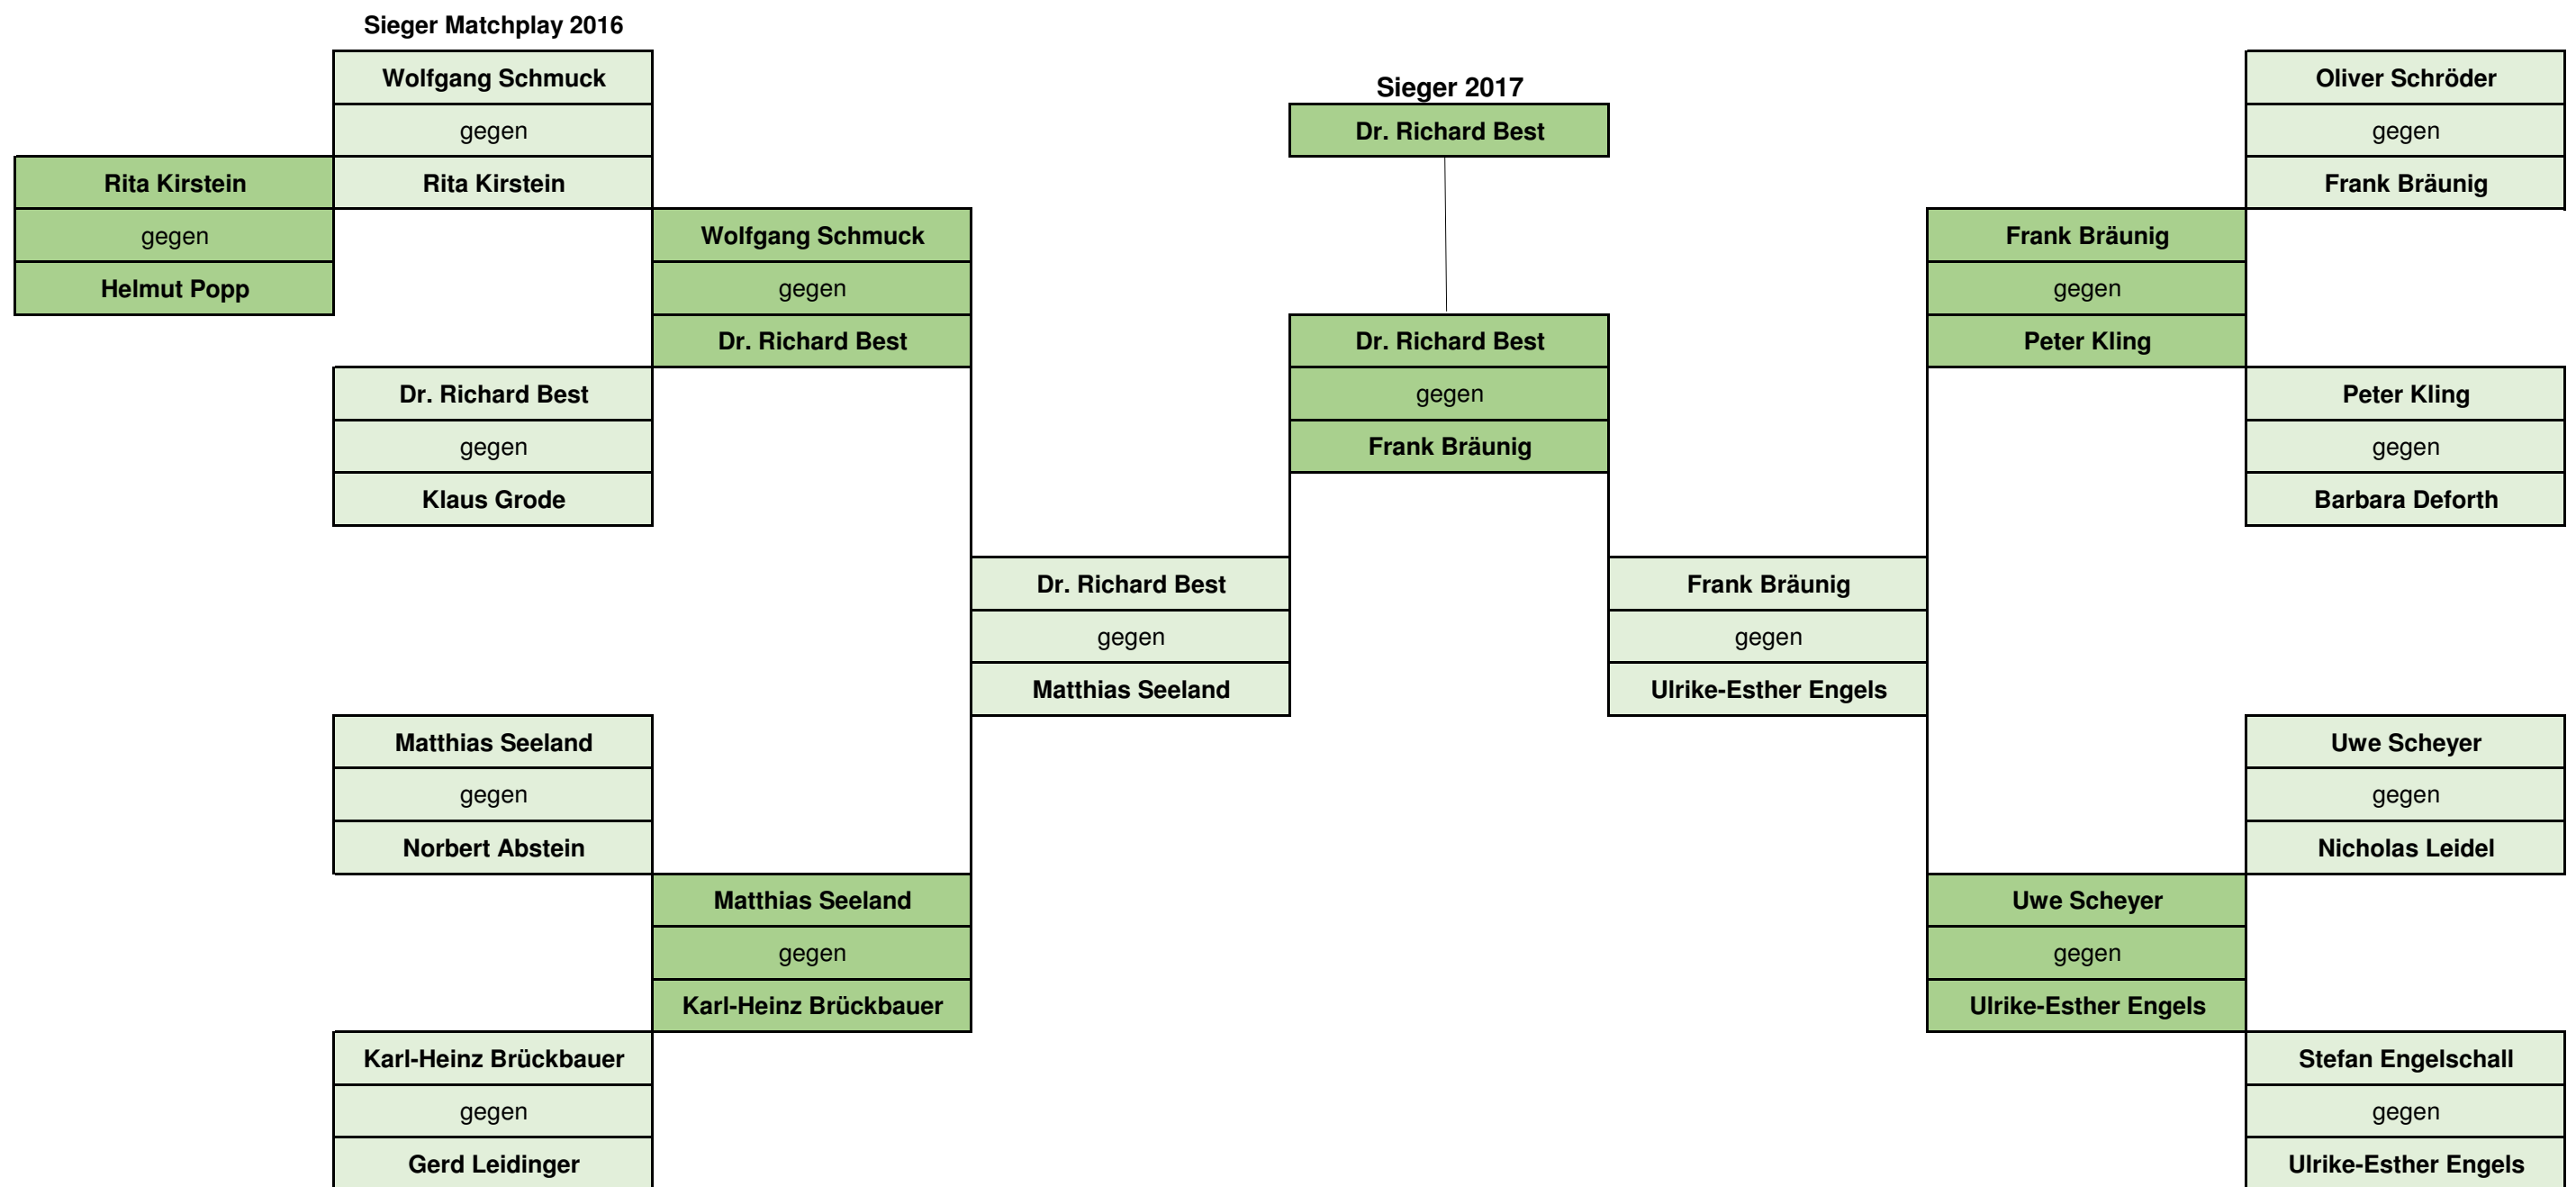 Sieger Matchplay 2016
Wolfgang Schmuck
gegen
Rita Kirstein
Rita Kirstein
gegen
Helmut Popp
Wolfgang Schmuck
gegen
Dr. Richard Best
Dr. Richard Best
gegen
Klaus Grode
Matthias Seeland
gegen
Norbert Abstein
Matthias Seeland
gegen
Karl-Heinz Brückbauer
Karl-Heinz Brückbauer
gegen
Gerd Leidinger
Dr. Richard Best
gegen
Matthias Seeland
Sieger 2017
Dr. Richard Best
Dr. Richard Best
gegen
Frank Bräunig
Frank Bräunig
gegen
Ulrike-Esther Engels
Frank Bräunig
gegen
Peter Kling
Uwe Scheyer
gegen
Ulrike-Esther Engels
Oliver Schröder
gegen
Frank Bräunig
Peter Kling
gegen
Barbara Deforth
Uwe Scheyer
gegen
Nicholas Leidel
Stefan Engelschall
gegen
Ulrike-Esther Engels